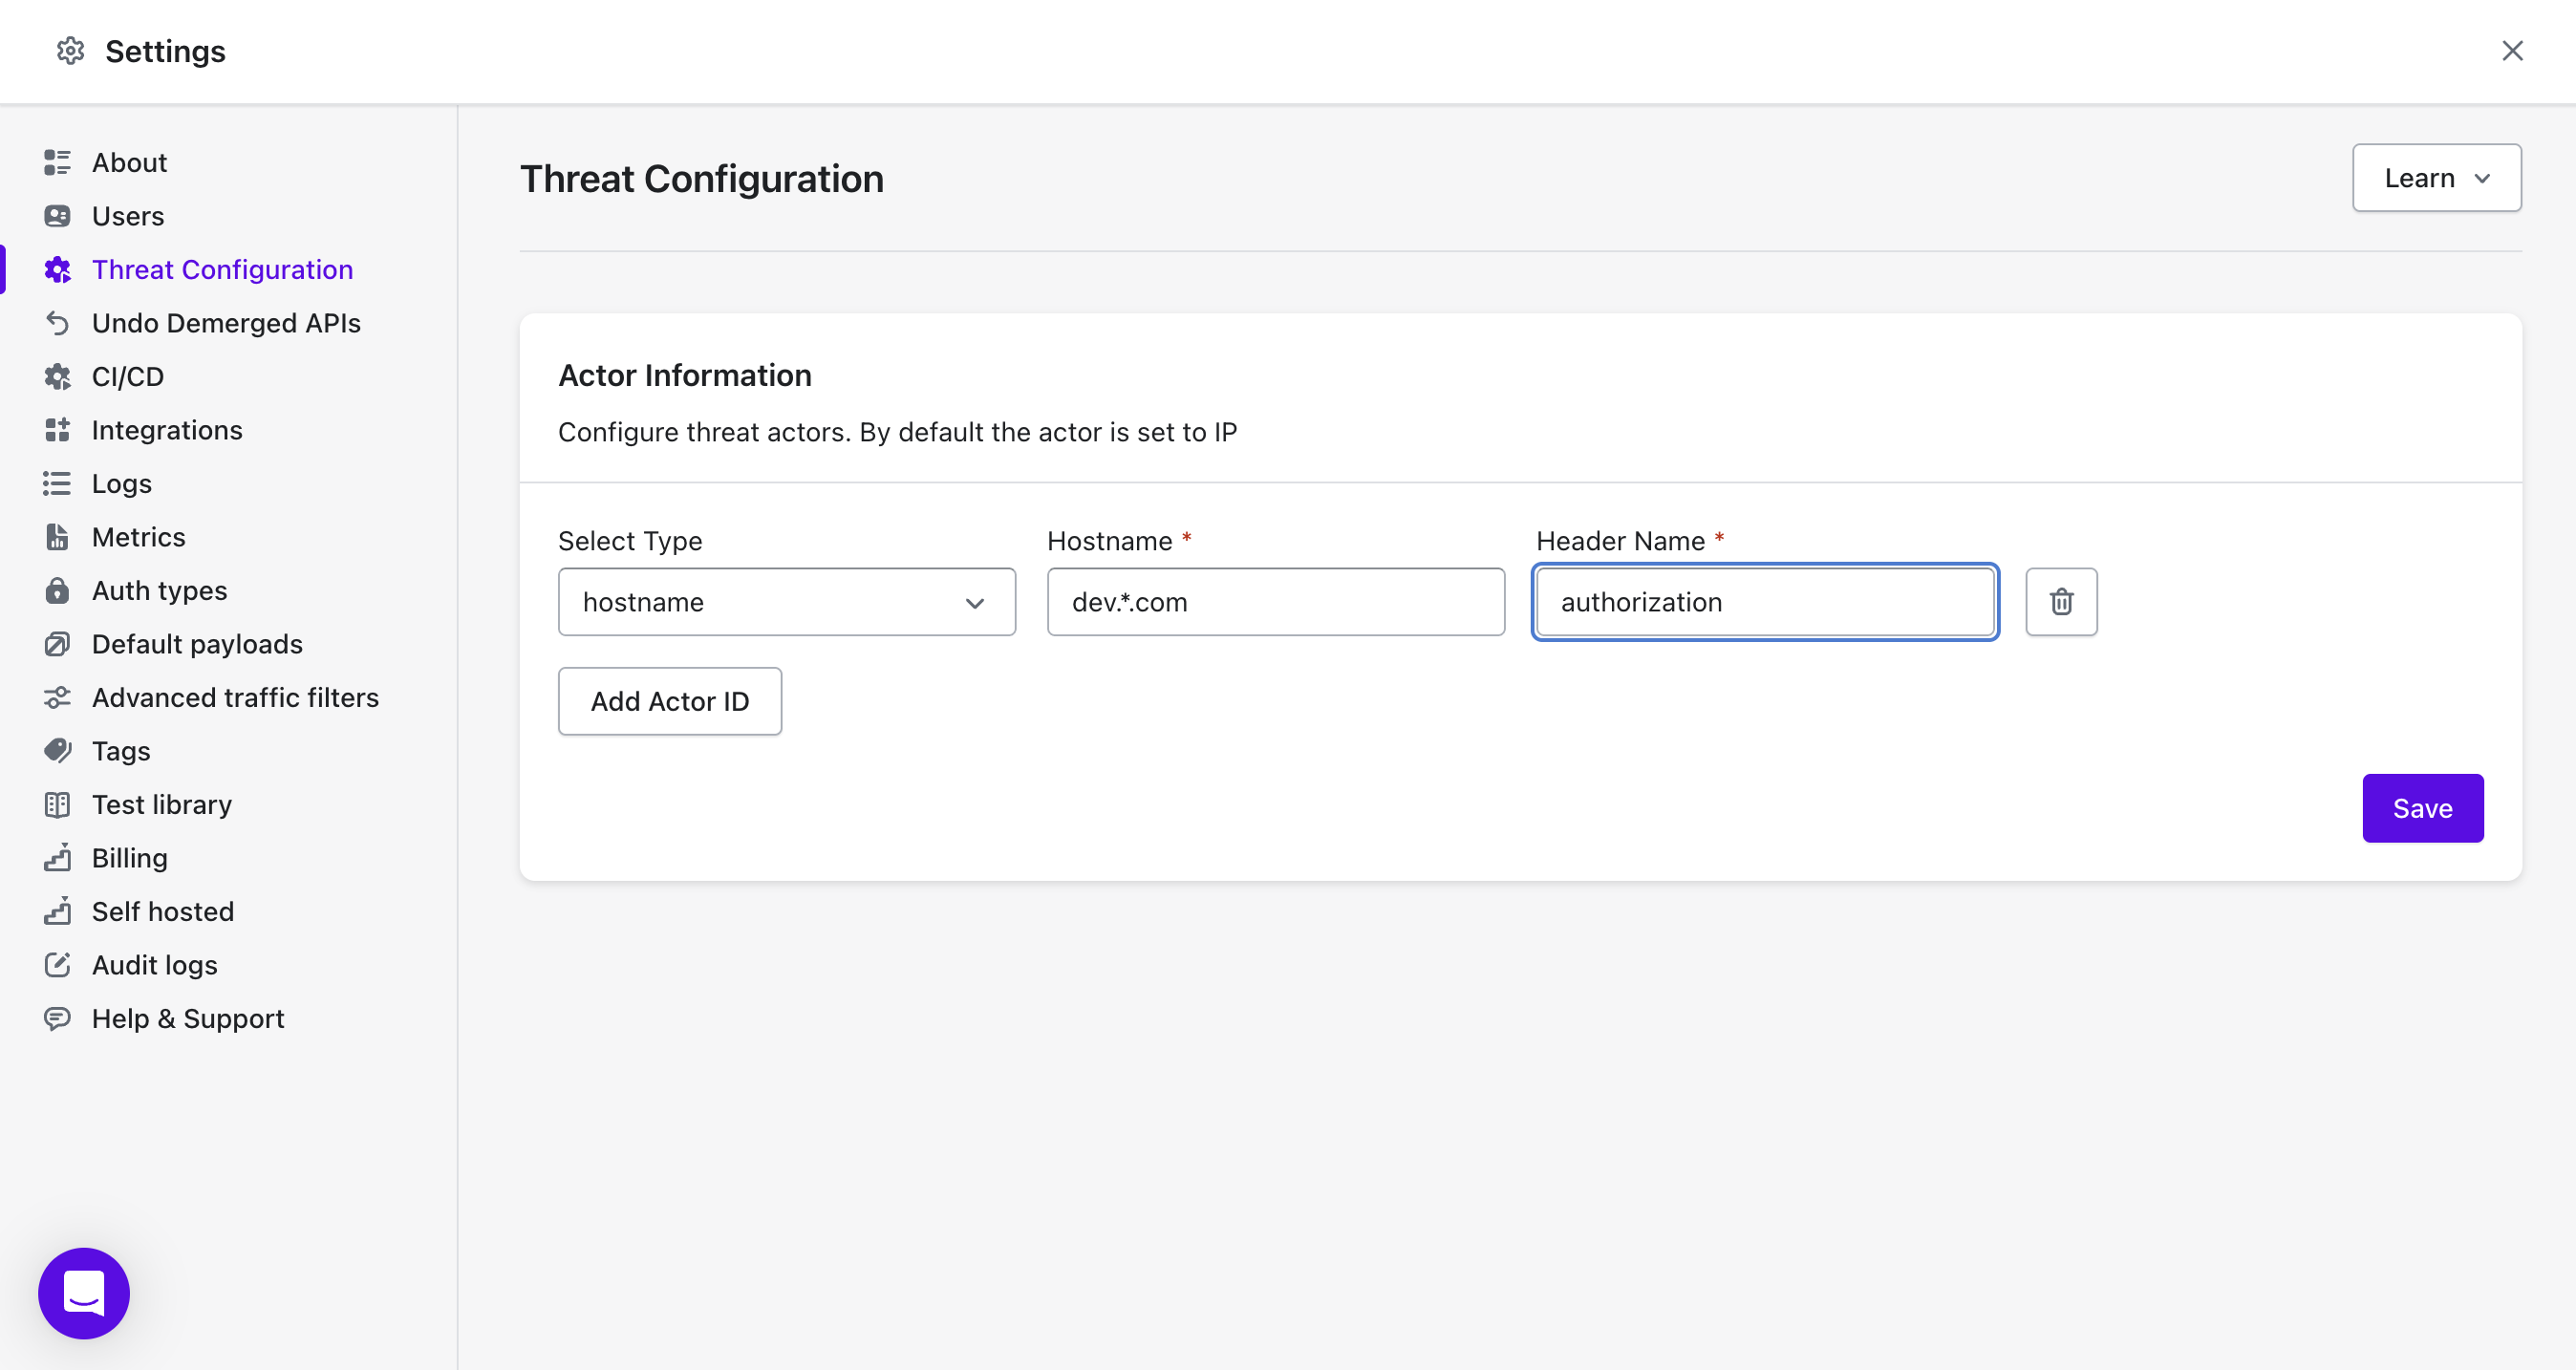 Settings
About
Users
Threat Configuration
Undo Demerged APIs
CI/CD
Integrations
Logs
Metrics
Auth types
Default payloads
Advanced traffic filters
Tags
Test library
Billing
Self hosted
Audit logs
Help & Support
Threat Configuration
Learn
Actor Information
Configure threat actors. By default the actor is set to IP
Select Type
Hostname *
Header Name *
hostname
dev.*.com
authorization
Add Actor ID
Save